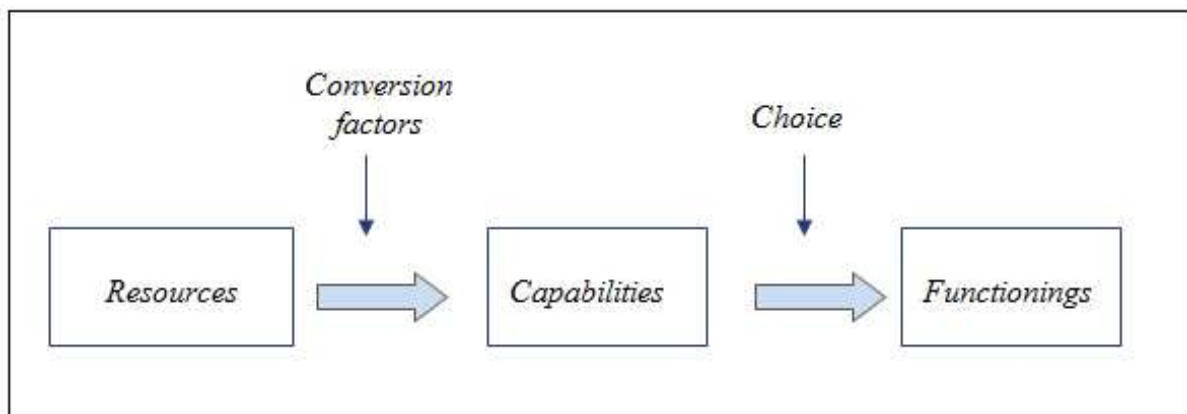 Conversion
factors
Choice
Resources
Capabilities
Functionings